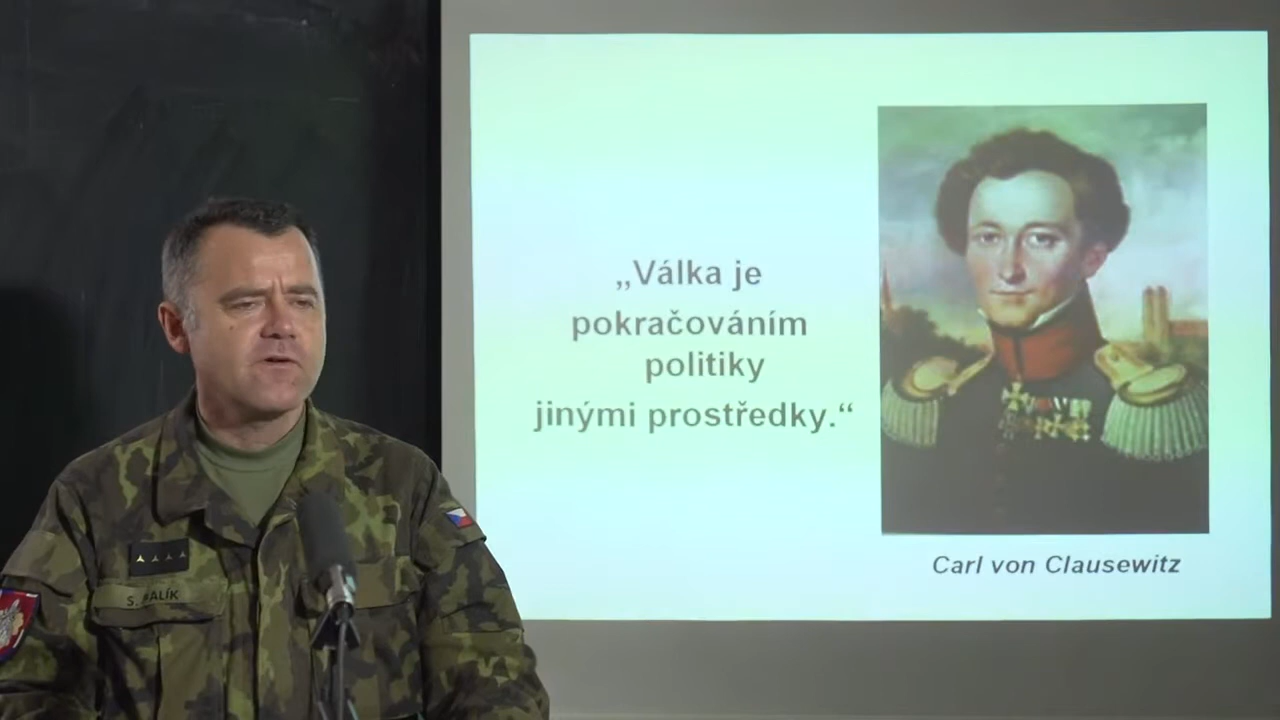 „Válka je
pokračováním
politiky
jinými prostředky.“
Carl von Clausewitz
S.